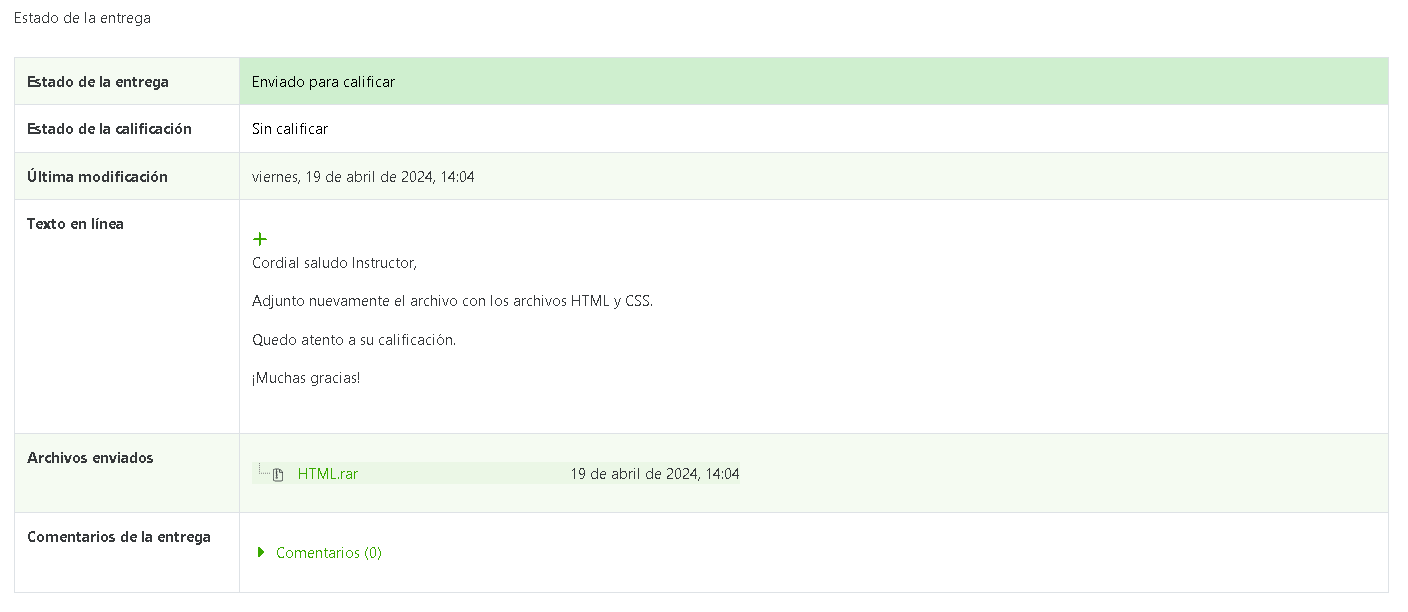 Estado de la entrega
Estado de la entrega Enviado para calificar
Estado de la calificación Sin calificar
Última modificación viernes, 19 de abril de 2024, 14:04
Texto en línea
+
Cordial saludo Instructor,
Adjunto nuevamente el archivo con los archivos HTML y CSS.
Quedo atento a su calificación.
¡Muchas gracias!
Archivos enviados
HTML.rar 19 de abril de 2024, 14:04
Comentarios de la entrega
Comentarios (0)